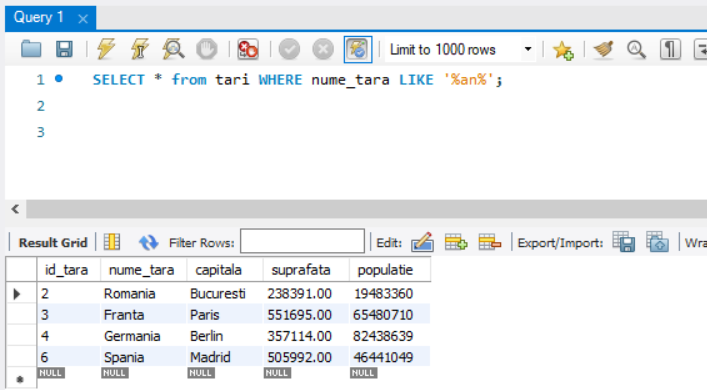 Query 1
Limit to 1000 rows
1 SELECT * from tari WHERE nume_tara LIKE '%an%';
2
3
Result Grid Filter Rows: Edit: Export/Import: Wra
id_tara nume_tara capitala suprafata populatie
2 Romania Bucuresti 238391.00 19483360
3 Franta Paris 551695.00 65480710
4 Germania Berlin 357114.00 82438639
6 Spania Madrid 505992.00 46441049
NULL NULL NULL NULL NULL